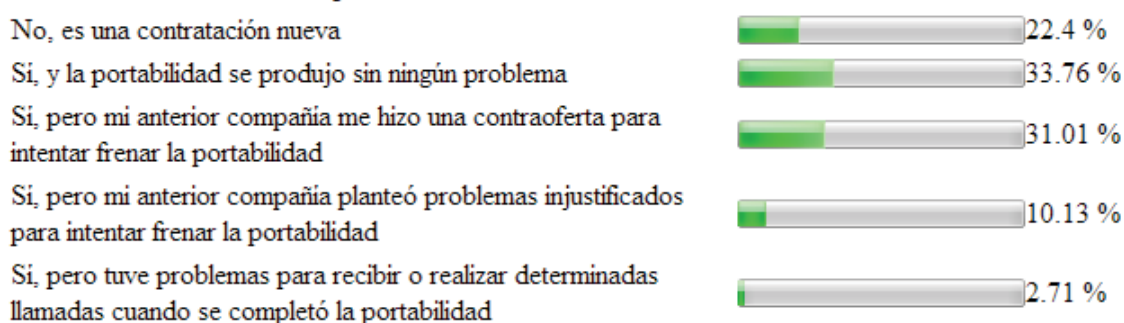 No, es una contratación nueva 22.4 %
Sí, y la portabilidad se produjo sin ningún problema 33.76 %
Sí, pero mi anterior compañía me hizo una contraoferta para
intentar frenar la portabilidad 31.01 %
Sí, pero mi anterior compañía planteó problemas injustificados
para intentar frenar la portabilidad 10.13 %
Sí, pero tuve problemas para recibir o realizar determinadas
llamadas cuando se completó la portabilidad 2.71 %